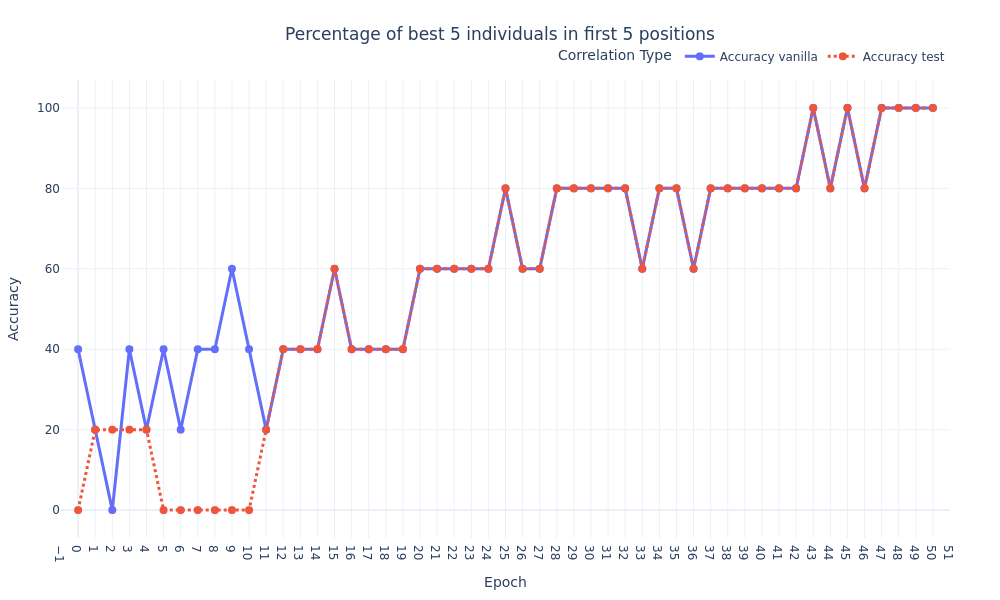 Percentage of best 5 individuals in first 5 positions
Correlation Type Accuracy vanilla Accuracy test
100
80
60
40
20
0
Accuracy
−1 0 1 2 3 4 5 6 7 8 9 10 11 12 13 14 15 16 17 18 19 20 21 22 23 24 25 26 27 28 29 30 31 32 33 34 35 36 37 38 39 40 41 42 43 44 45 46 47 48 49 50 51
Epoch